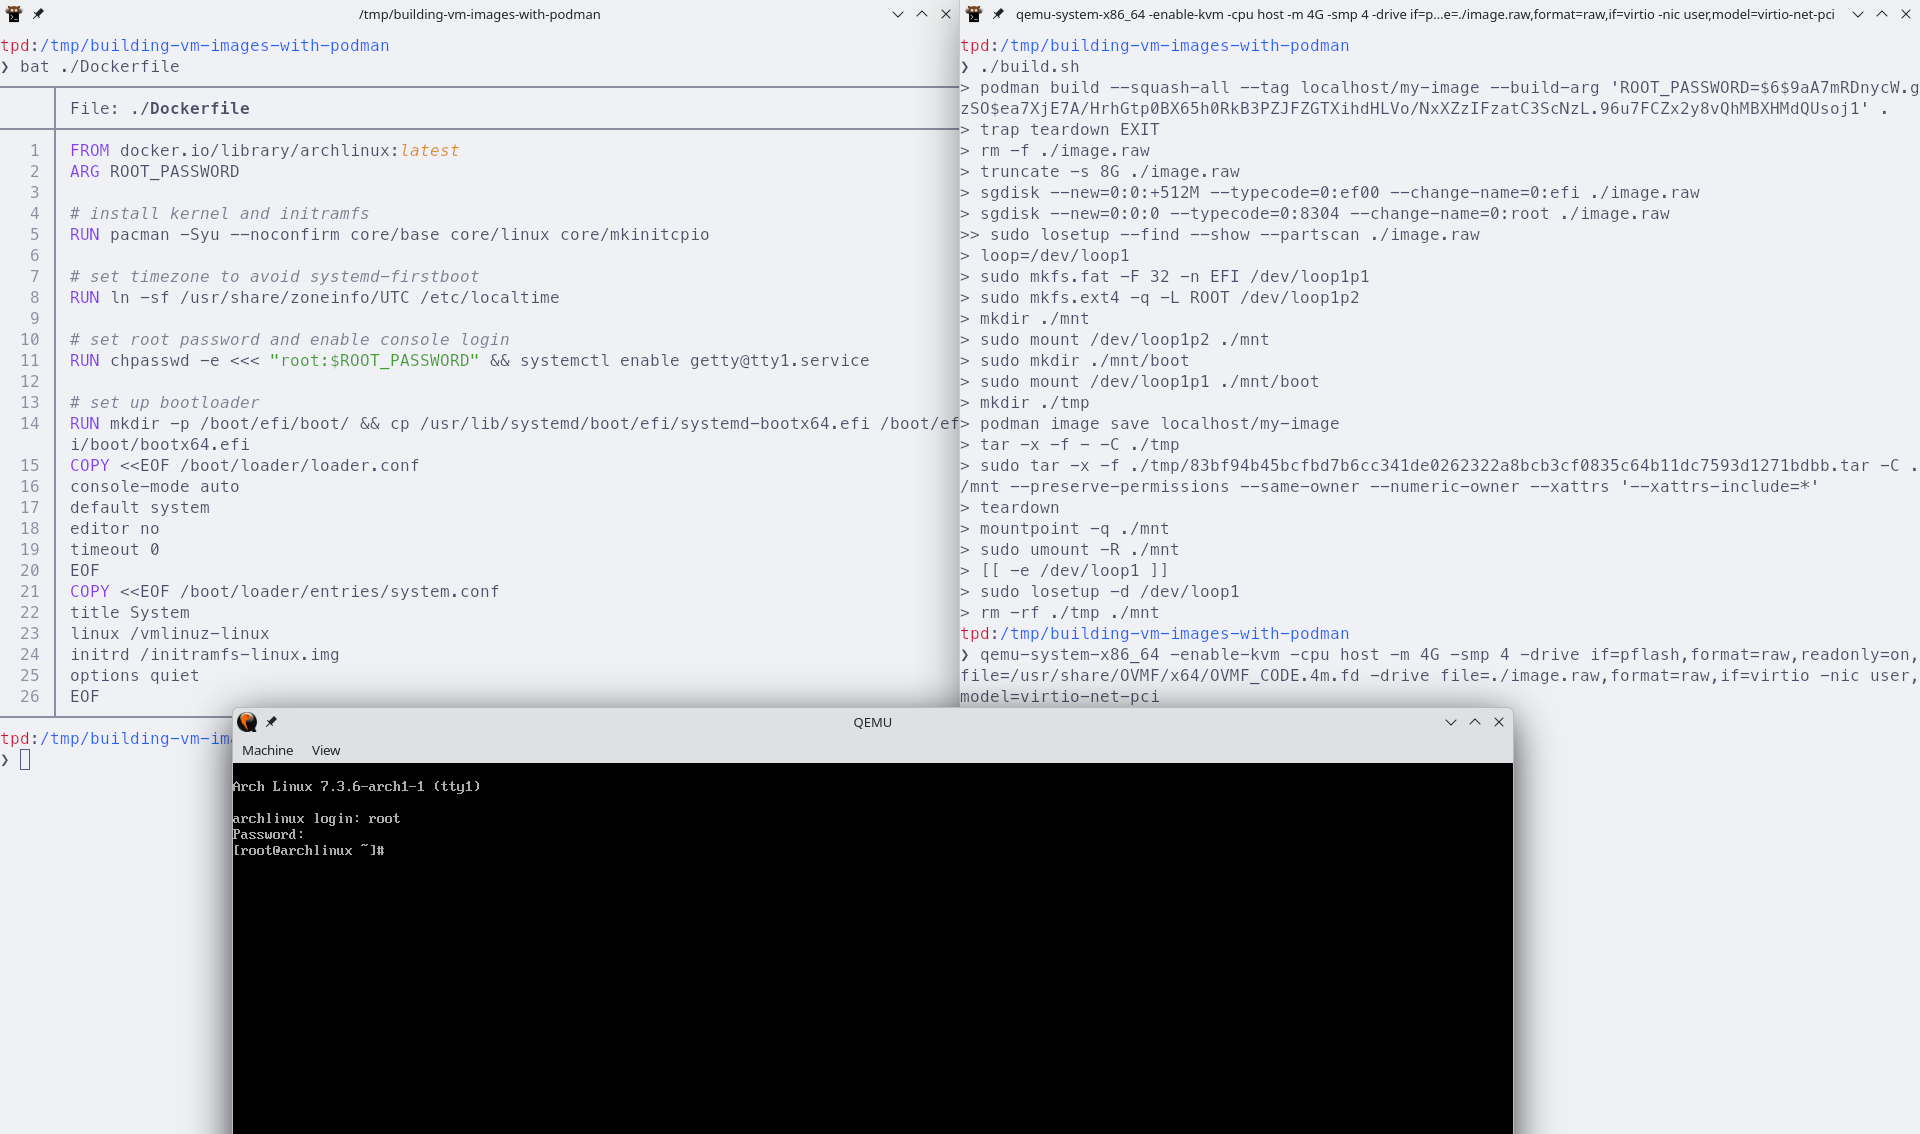 /tmp/building-vm-images-with-podman
tpd:/tmp/building-vm-images-with-podman
❯ bat ./Dockerfile
File: ./Dockerfile
1 FROM docker.io/library/archlinux:latest
2 ARG ROOT_PASSWORD
3
4 # install kernel and initramfs
5 RUN pacman -Syu --noconfirm core/base core/linux core/mkinitcpio
6
7 # set timezone to avoid systemd-firstboot
8 RUN ln -sf /usr/share/zoneinfo/UTC /etc/localtime
9
10 # set root password and enable console login
11 RUN chpasswd -e <<< "root:$ROOT_PASSWORD" && systemctl enable getty@tty1.service
12
13 # set up bootloader
14 RUN mkdir -p /boot/efi/boot/ && cp /usr/lib/systemd/boot/efi/systemd-bootx64.efi /boot/ef
i/boot/bootx64.efi
15 COPY <<EOF /boot/loader/loader.conf
16 console-mode auto
17 default system
18 editor no
19 timeout 0
20 EOF
21 COPY <<EOF /boot/loader/entries/system.conf
22 title System
23 linux /vmlinuz-linux
24 initrd /initramfs-linux.img
25 options quiet
26 EOF
tpd:/tmp/building-vm-im
❯
qemu-system-x86_64 -enable-kvm -cpu host -m 4G -smp 4 -drive if=p...e=./image.raw,format=raw,if=virtio -nic user,model=virtio-net-pci
tpd:/tmp/building-vm-images-with-podman
❯ ./build.sh
> podman build --squash-all --tag localhost/my-image --build-arg 'ROOT_PASSWORD=$6$9aA7mRDnycW.g
zSO$ea7XjE7A/HrhGtp0BX65h0RkB3PZJFZGTXihdHLVo/NxXZzIFzatC3ScNzL.96u7FCZx2y8vQhMBXHMdQUsoj1' .
> trap teardown EXIT
> rm -f ./image.raw
> truncate -s 8G ./image.raw
> sgdisk --new=0:0:+512M --typecode=0:ef00 --change-name=0:efi ./image.raw
> sgdisk --new=0:0:0 --typecode=0:8304 --change-name=0:root ./image.raw
>> sudo losetup --find --show --partscan ./image.raw
> loop=/dev/loop1
> sudo mkfs.fat -F 32 -n EFI /dev/loop1p1
> sudo mkfs.ext4 -q -L ROOT /dev/loop1p2
> mkdir ./mnt
> sudo mount /dev/loop1p2 ./mnt
> sudo mkdir ./mnt/boot
> sudo mount /dev/loop1p1 ./mnt/boot
> mkdir ./tmp
> podman image save localhost/my-image
> tar -x -f - -C ./tmp
> sudo tar -x -f ./tmp/83bf94b45bcfbd7b6cc341de0262322a8bcb3cf0835c64b11dc7593d1271bdbb.tar -C .
/mnt --preserve-permissions --same-owner --numeric-owner --xattrs '--xattrs-include=*'
> teardown
> mountpoint -q ./mnt
> sudo umount -R ./mnt
> [[ -e /dev/loop1 ]]
> sudo losetup -d /dev/loop1
> rm -rf ./tmp ./mnt
tpd:/tmp/building-vm-images-with-podman
❯ qemu-system-x86_64 -enable-kvm -cpu host -m 4G -smp 4 -drive if=pflash,format=raw,readonly=on,
file=/usr/share/OVMF/x64/OVMF_CODE.4m.fd -drive file=./image.raw,format=raw,if=virtio -nic user,
model=virtio-net-pci
QEMU
Machine View
Arch Linux 7.3.6-arch1-1 (tty1)
archlinux login: root
Password:
[root@archlinux ~]#